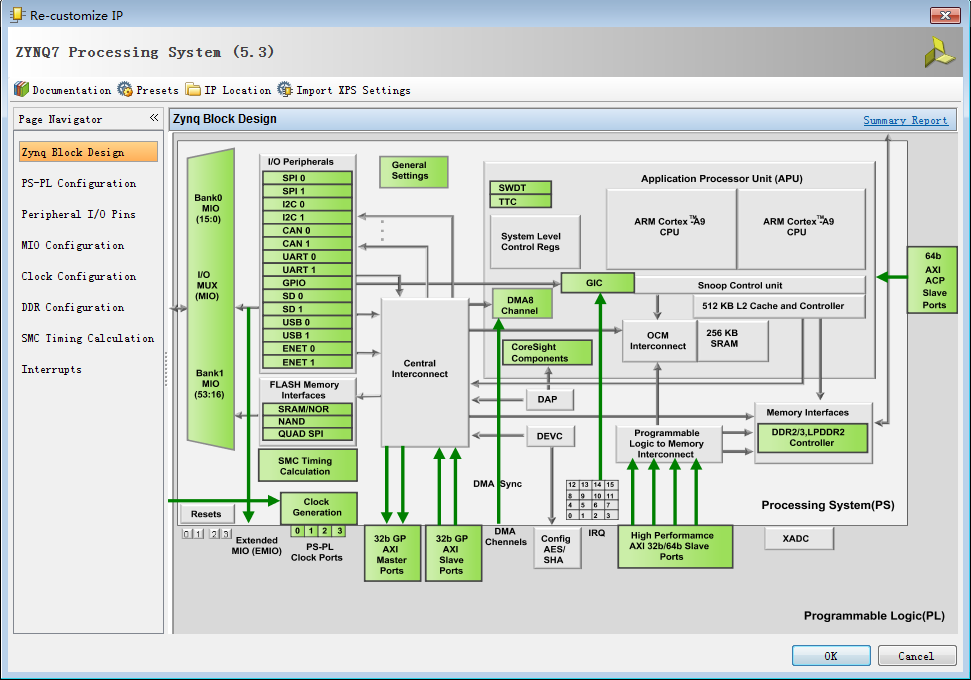 Re-customize IP
ZYNQ7 Processing System (5.3)
Documentation
Presets
IP Location
Import XPS Settings
Page Navigator
«
Zynq Block Design
PS-PL Configuration
Peripheral I/O Pins
MIO Configuration
Clock Configuration
DDR Configuration
SMC Timing Calculation
Interrupts
Zynq Block Design
Summary Report
Bank0
MIO
(15:0)
I/O
MUX
(MIO)
Bank1
MIO
(53:16)
I/O Peripherals
SPI 0
SPI 1
I2C 0
I2C 1
CAN 0
CAN 1
UART 0
UART 1
GPIO
SD 0
SD 1
USB 0
USB 1
ENET 0
ENET 1
FLASH Memory
Interfaces
SRAM/NOR
NAND
QUAD SPI
SMC Timing
Calculation
General
Settings
Application Processor Unit (APU)
SWDT
TTC
System Level
Control Regs
ARM Cortex™-A9
CPU
ARM Cortex™-A9
CPU
GIC
Snoop Control unit
DMA8
Channel
512 KB L2 Cache and Controller
OCM
Interconnect
256 KB
SRAM
CoreSight
Components
Central
Interconnect
DAP
DEVC
64b
AXI
ACP
Slave
Ports
Memory Interfaces
DDR2/3,LPDDR2
Controller
Programmable
Logic to Memory
Interconnect
DMA Sync
12 13 14 15
8 9 10 11
4 5 6 7
0 1 2 3
IRQ
Processing System(PS)
Resets
0 1 2 3
Clock
Generation
0 1 2 3
Extended
MIO (EMIO)
PS-PL
Clock Ports
32b GP
AXI
Master
Ports
32b GP
AXI
Slave
Ports
DMA
Channels
Config
AES/
SHA
High Performamce
AXI 32b/64b Slave
Ports
XADC
Programmable Logic(PL)
OK
Cancel